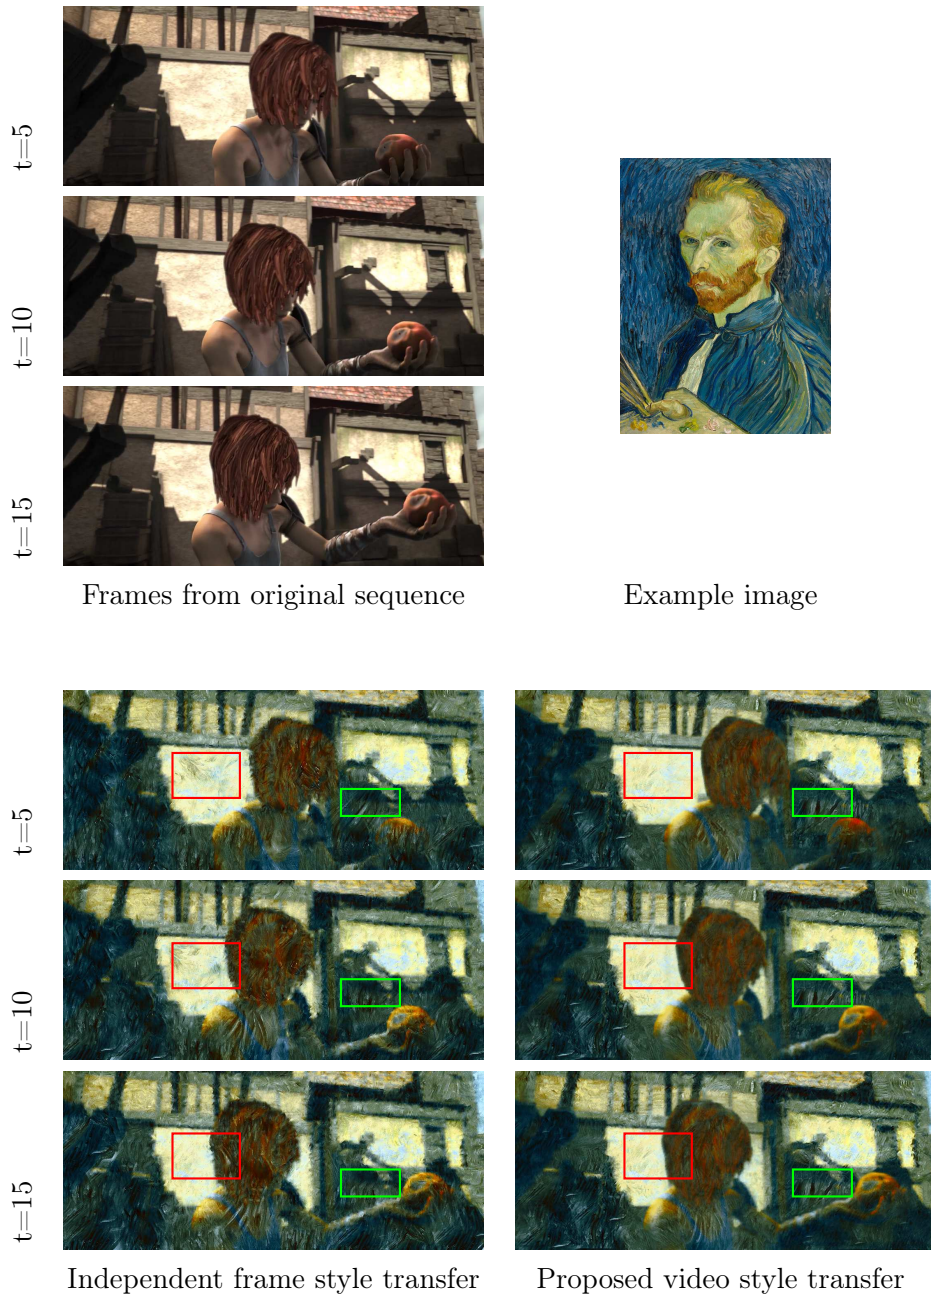 t=5
t=10
t=15
Frames from original sequence
Example image
t=5
t=10
t=15
Independent frame style transfer
Proposed video style transfer